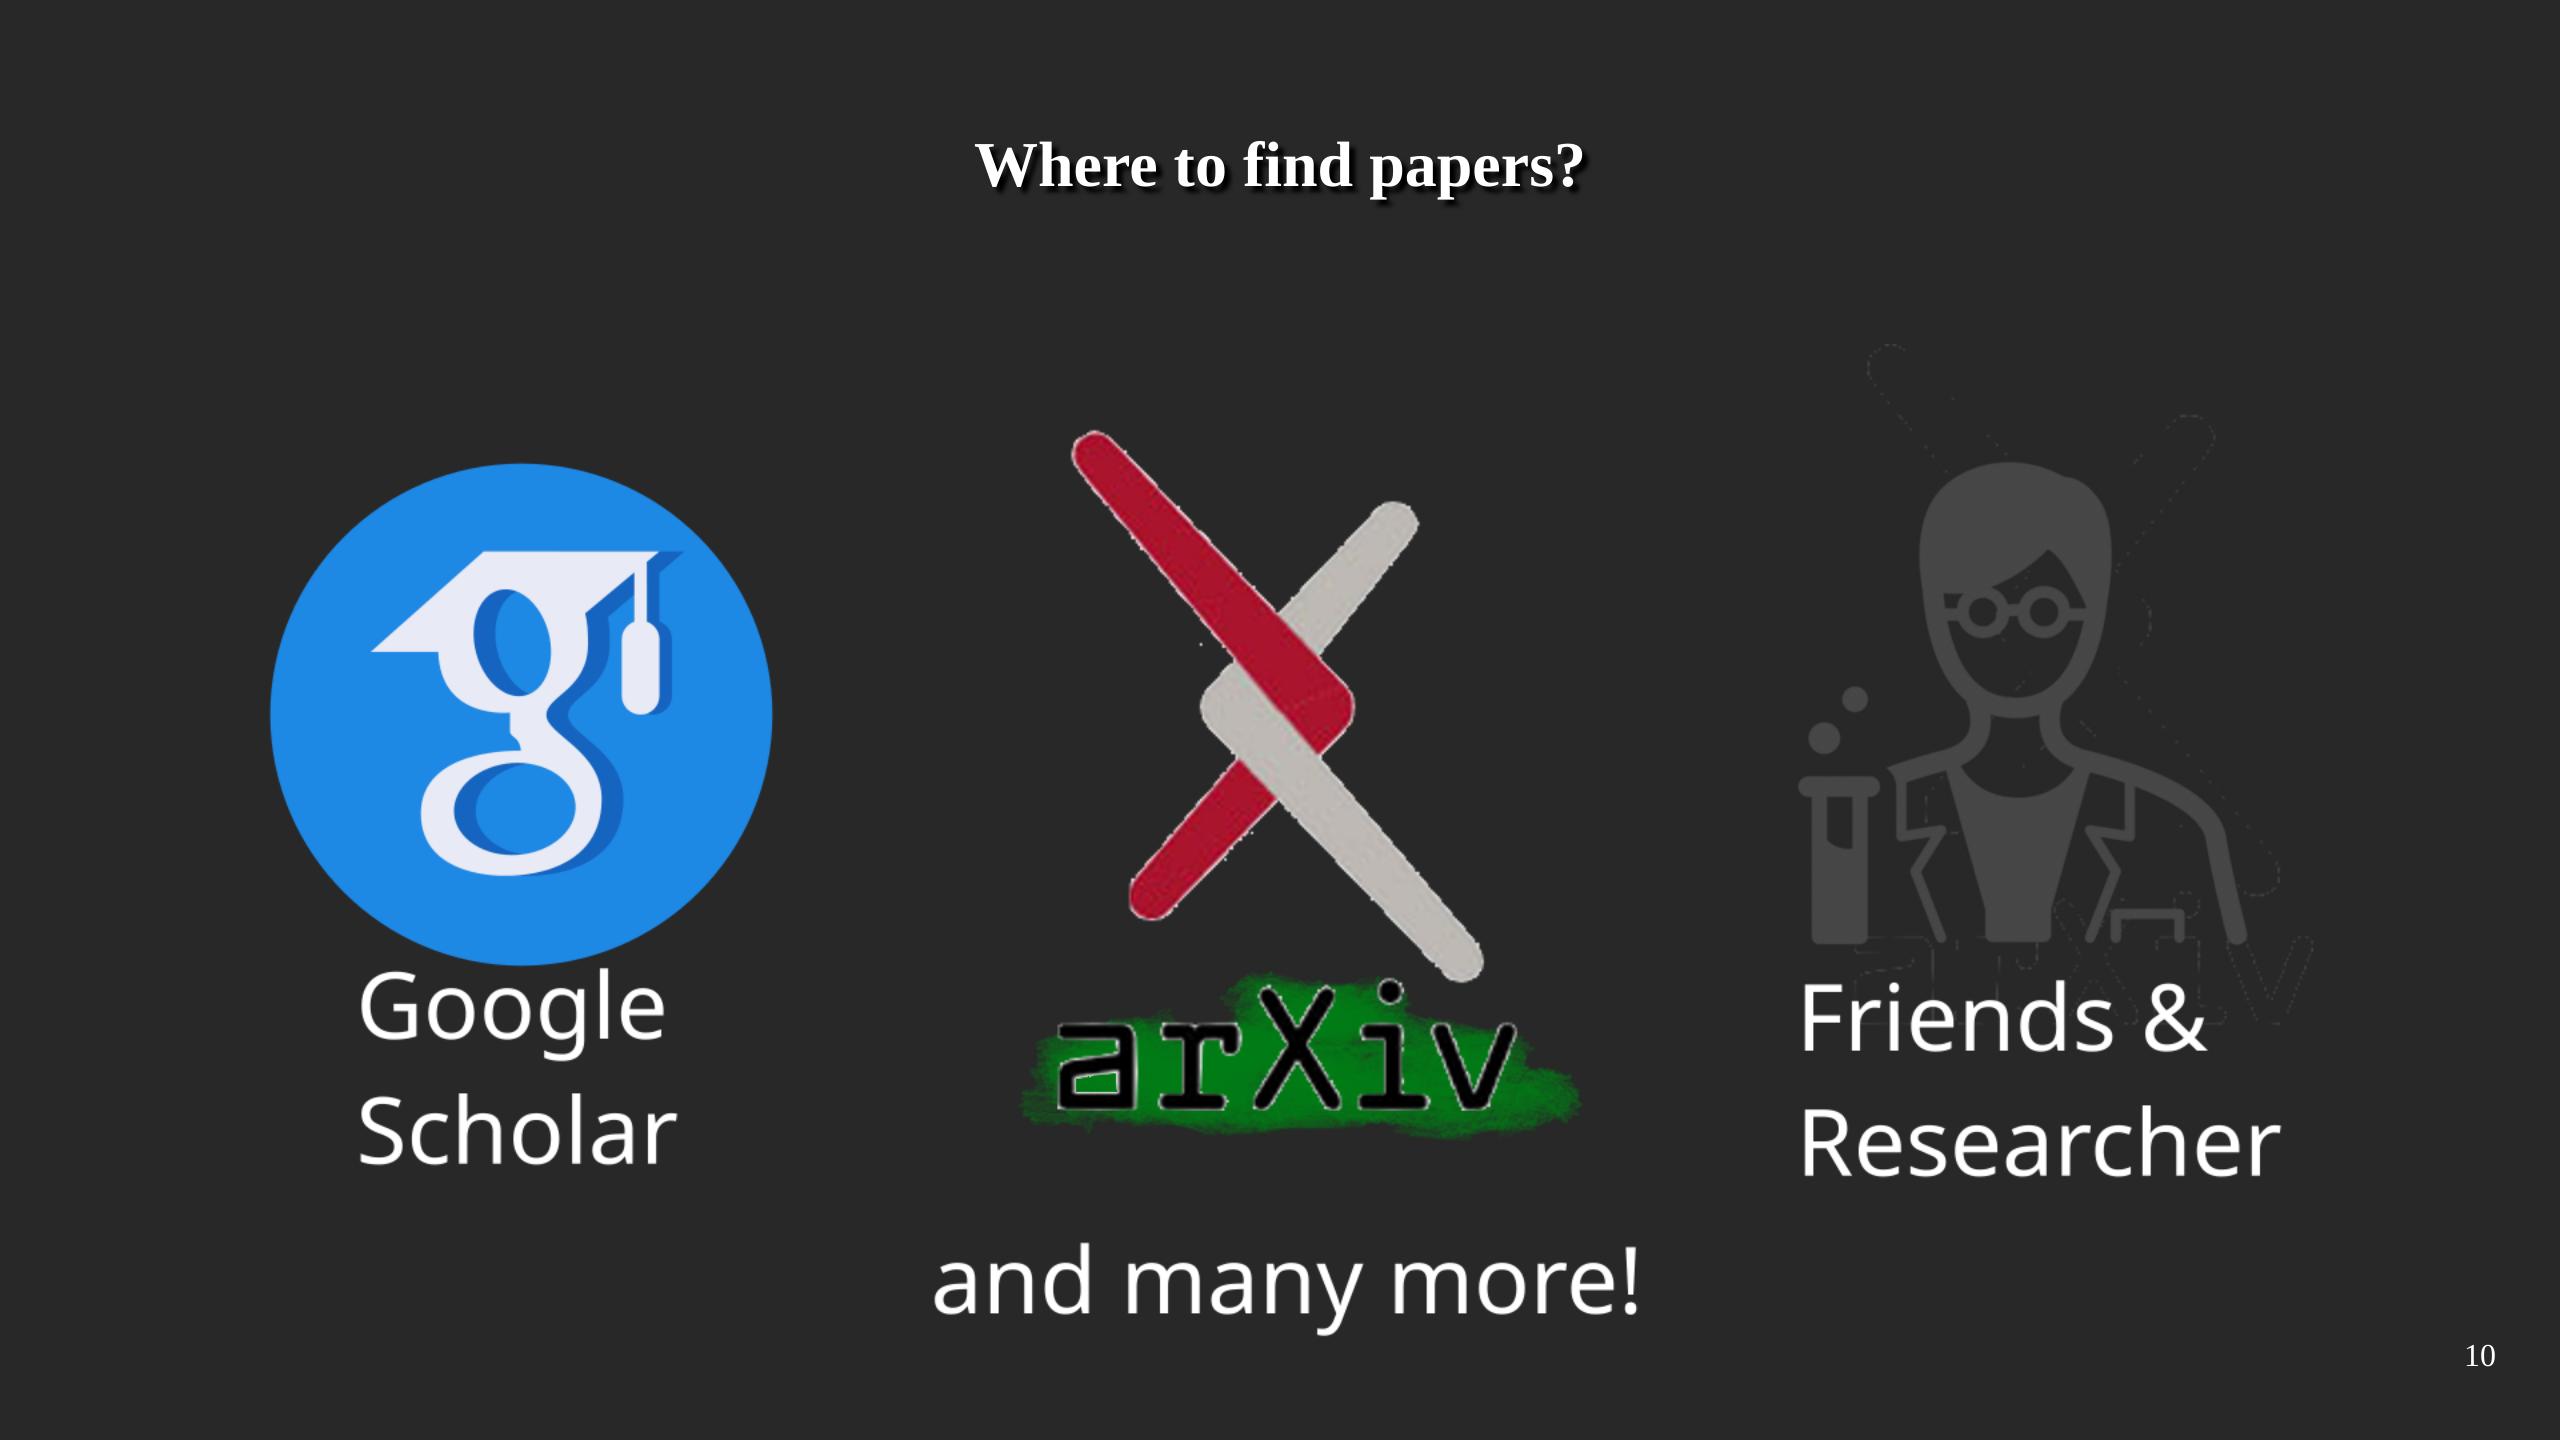 Where to find papers?
Google
Scholar
arXiv
Friends &
Researcher
and many more!
10